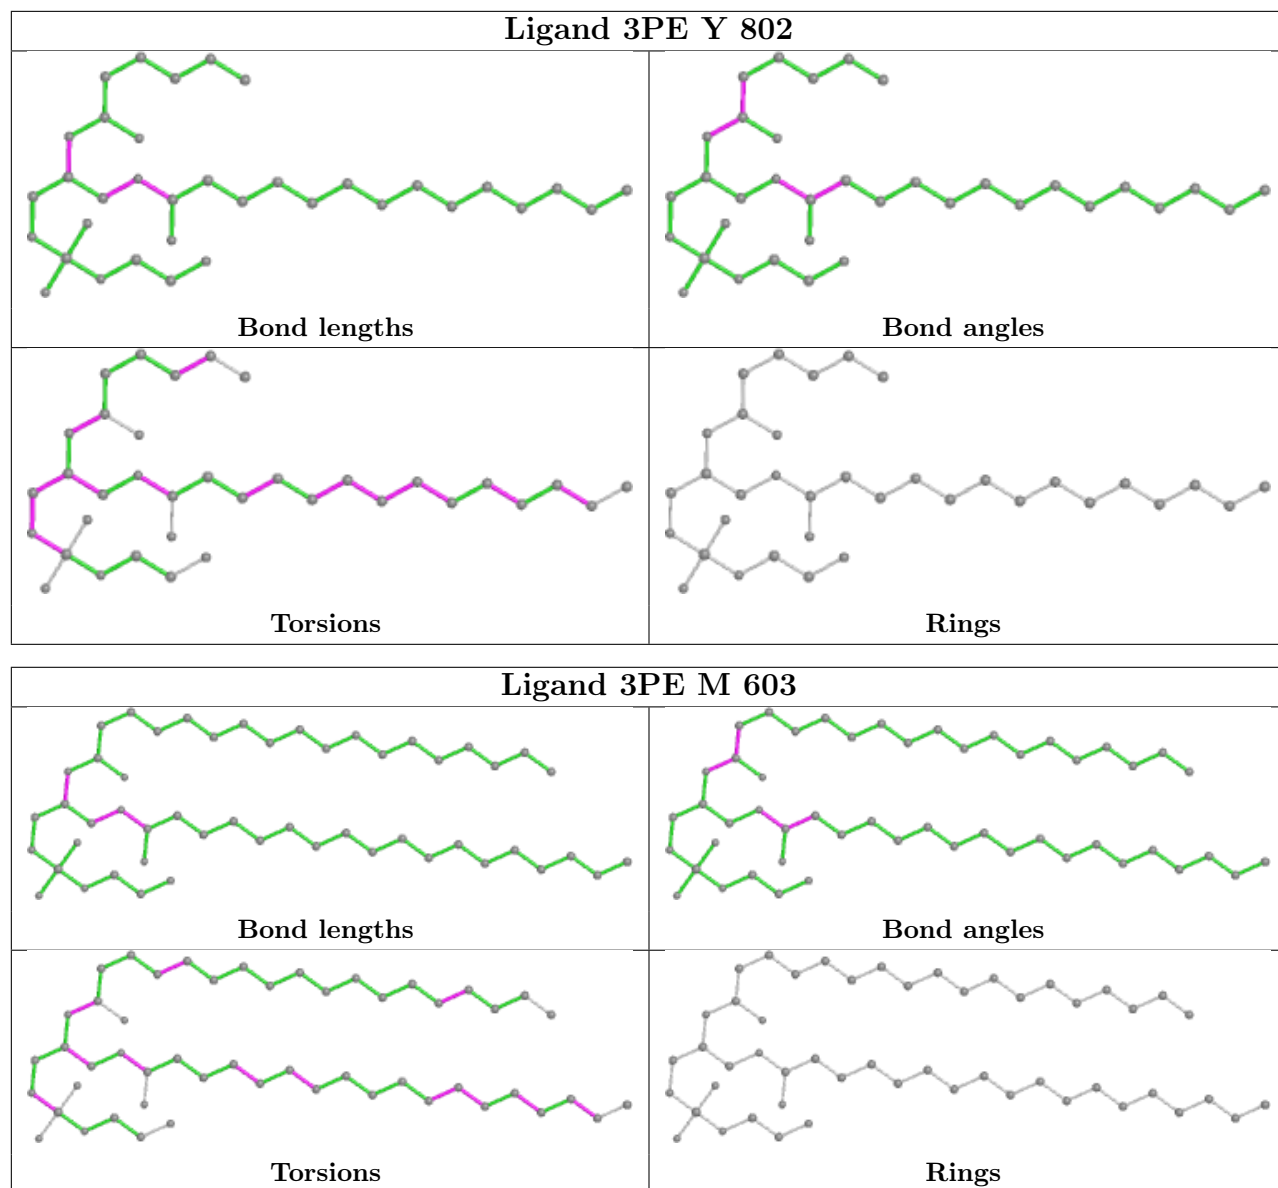 Ligand 3PE Y 802
Bond lengths
Bond angles
Torsions
Rings
Ligand 3PE M 603
Bond lengths
Bond angles
Torsions
Rings